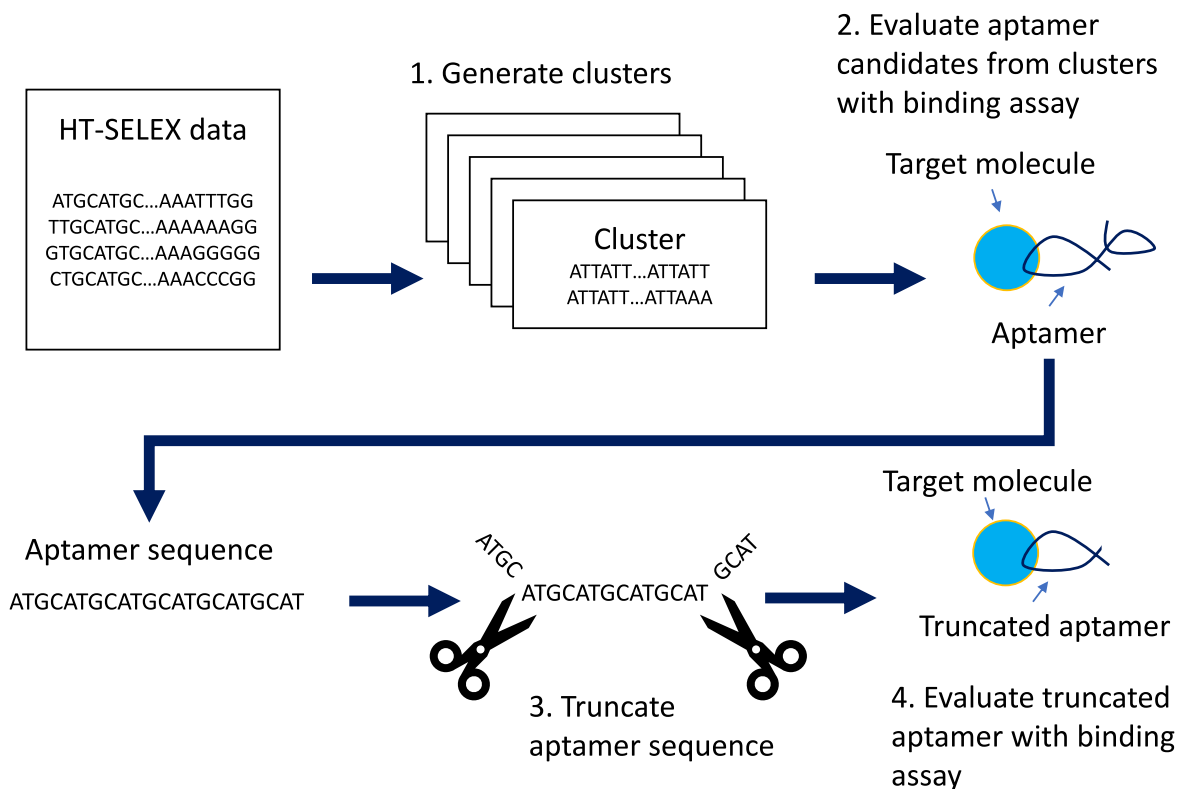 HT-SELEX data
ATGCATGC...AAATTTGG
TTGCATGC...AAAAAAGG
GTGCATGC...AAAGGGGG
CTGCATGC...AAACCCGG
1. Generate clusters
Cluster
ATTATT...ATTATT
ATTATT...ATTAAA
2. Evaluate aptamer
candidates from clusters
with binding assay
Target molecule
Aptamer
Aptamer sequence
ATGCATGCATGCATGCATGCAT
ATGC
ATGCATGCATGCAT
GCAT
3. Truncate
aptamer sequence
Target molecule
Truncated aptamer
4. Evaluate truncated
aptamer with binding
assay